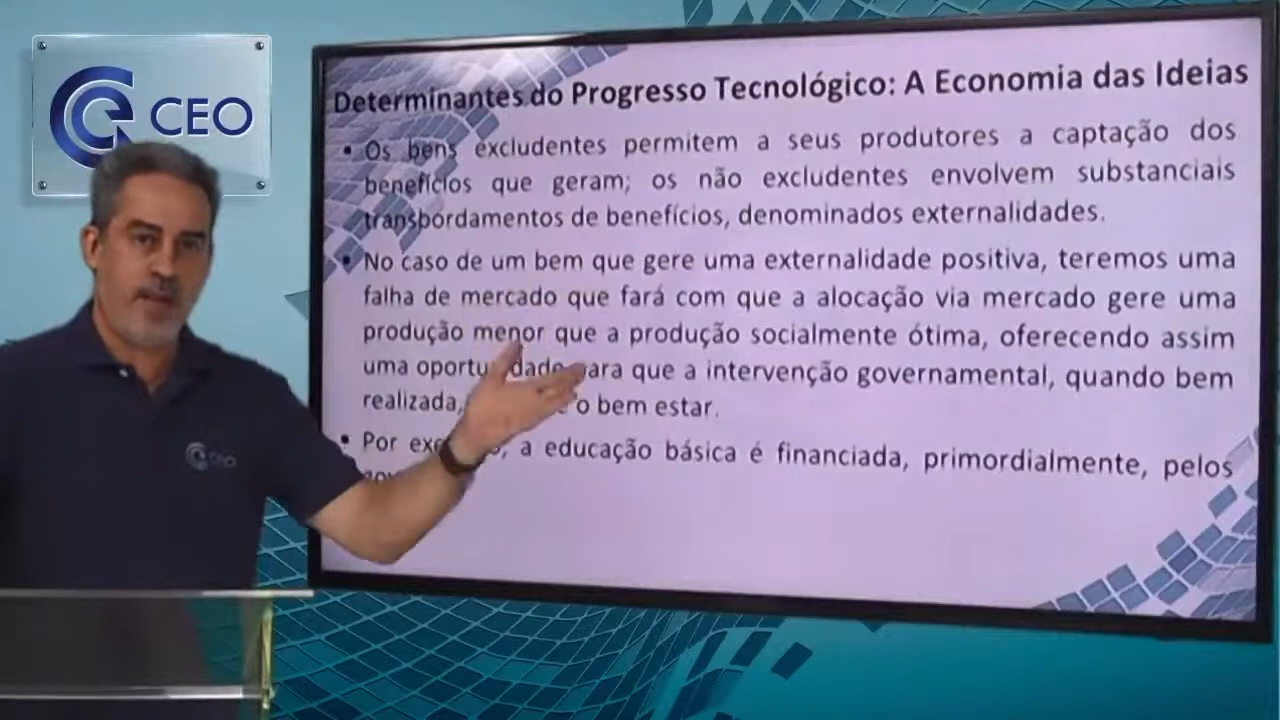 CEO
Determinantes do Progresso Tecnológico: A Economia das Ideias
• Os bens excludentes permitem a seus produtores a captação dos
benefícios que geram; os não excludentes envolvem substanciais
transbordamentos de benefícios, denominados externalidades.
• No caso de um bem que gere uma externalidade positiva, teremos uma
falha de mercado que fará com que a alocação via mercado gere uma
produção menor que a produção socialmente ótima, oferecendo assim
uma para que a intervenção governamental, quando bem
realizada, o bem estar.
• Por a educação básica é financiada, primordialmente, pelos
CEO